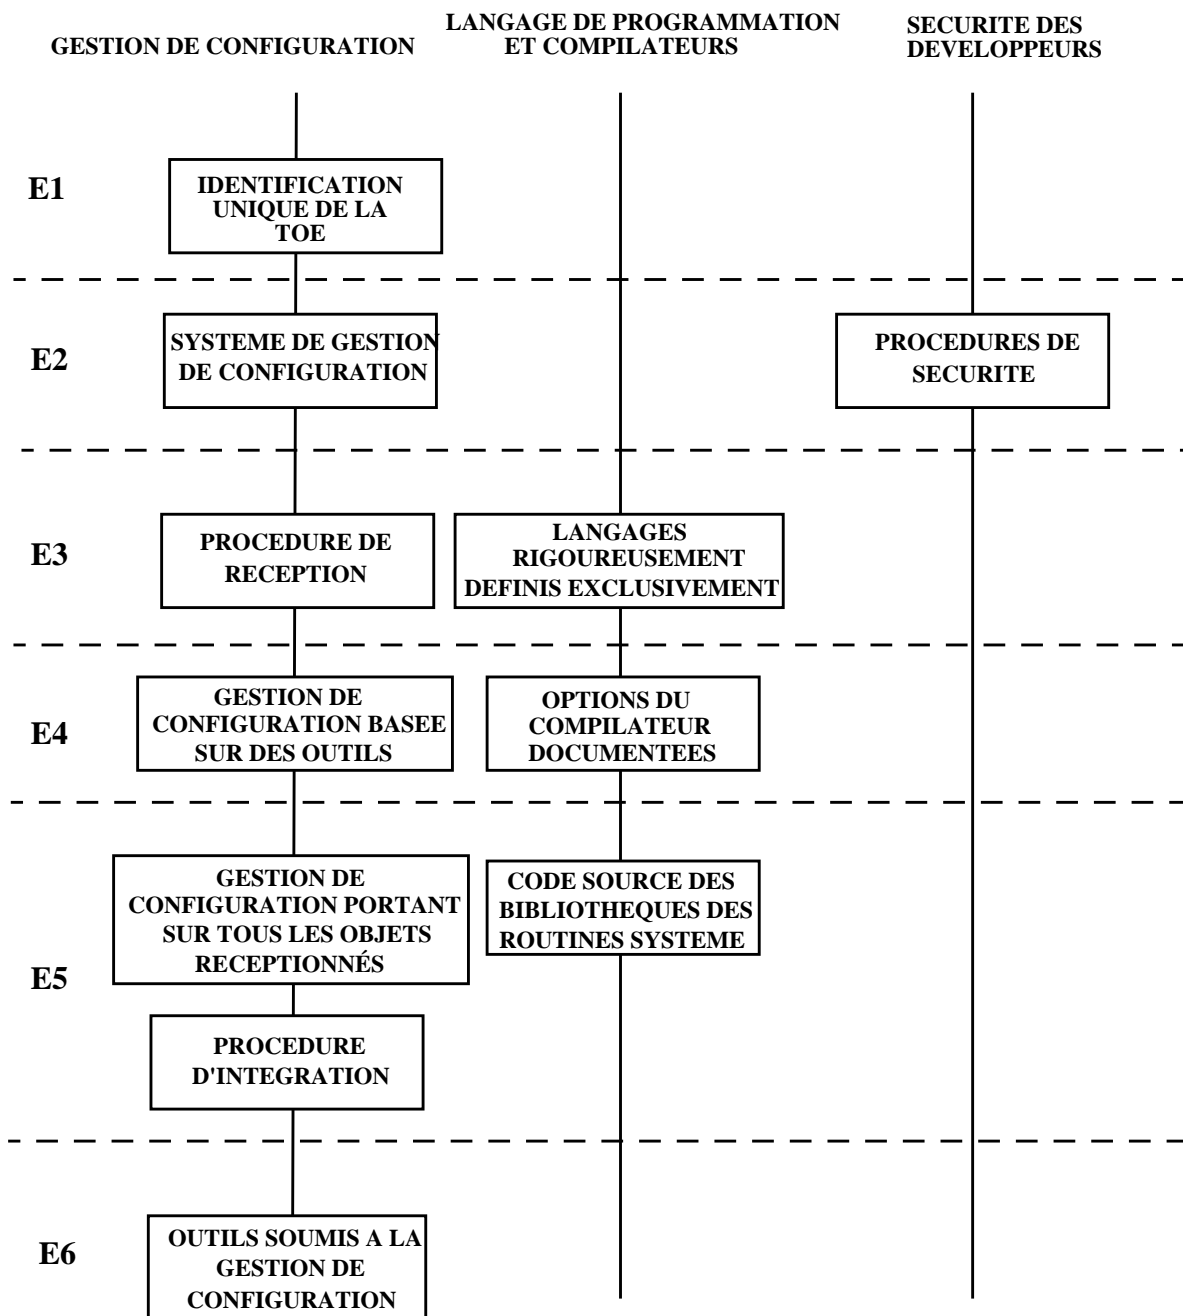 GESTION DE CONFIGURATION
LANGAGE DE PROGRAMMATION
ET COMPILATEURS
SECURITE DES
DEVELOPPEURS
E1
IDENTIFICATION
UNIQUE DE LA
TOE
E2
SYSTEME DE GESTION
DE CONFIGURATION
PROCEDURES DE
SECURITE
E3
PROCEDURE DE
RECEPTION
LANGAGES
RIGOUREUSEMENT
DEFINIS EXCLUSIVEMENT
E4
GESTION DE
CONFIGURATION BASEE
SUR DES OUTILS
OPTIONS DU
COMPILATEUR
DOCUMENTEES
E5
GESTION DE
CONFIGURATION PORTANT
SUR TOUS LES OBJETS
RECEPTIONNÉS
CODE SOURCE DES
BIBLIOTHEQUES DES
ROUTINES SYSTEME
PROCEDURE
D'INTEGRATION
E6
OUTILS SOUMIS A LA
GESTION DE
CONFIGURATION